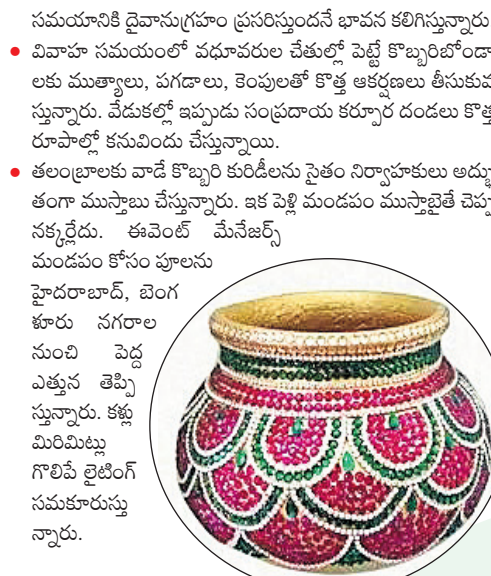 సమయానికి దైవానుగ్రహం ప్రసరిస్తుందనే భావన కలిగిస్తున్నారు
• వివాహ సమయంలో వధూవరుల చేతుల్లో పెట్టే కొబ్బరిబోండా
లకు ముత్యాలు, పగడాలు, కెంపులతో కొత్త ఆకర్షణలు తీసుకువ
స్తున్నారు. వేడుకల్లో ఇప్పుడు సంప్రదాయ కర్పూర దండలు కొత్త
రూపాల్లో కనువిందు చేస్తున్నాయి.
• తలంబ్రాలకు వాడే కొబ్బరి కురిడీలను సైతం నిర్వాహకులు అద్భు
తంగా ముస్తాబు చేస్తున్నారు. ఇక పెళ్లి మండపం ముస్తాబైతే చెప్ప
నక్కర్లేదు. ఈవెంట్ మేనేజర్స్
మండపం కోసం పూలను
హైదరాబాద్, బెంగ
ళూరు నగరాల
నుంచి పెద్ద
ఎత్తున తెప్పి
స్తున్నారు. కళ్లు
మిరిమిట్లు
గొలిపే లైటింగ్
సమకూరుస్తు
న్నారు.